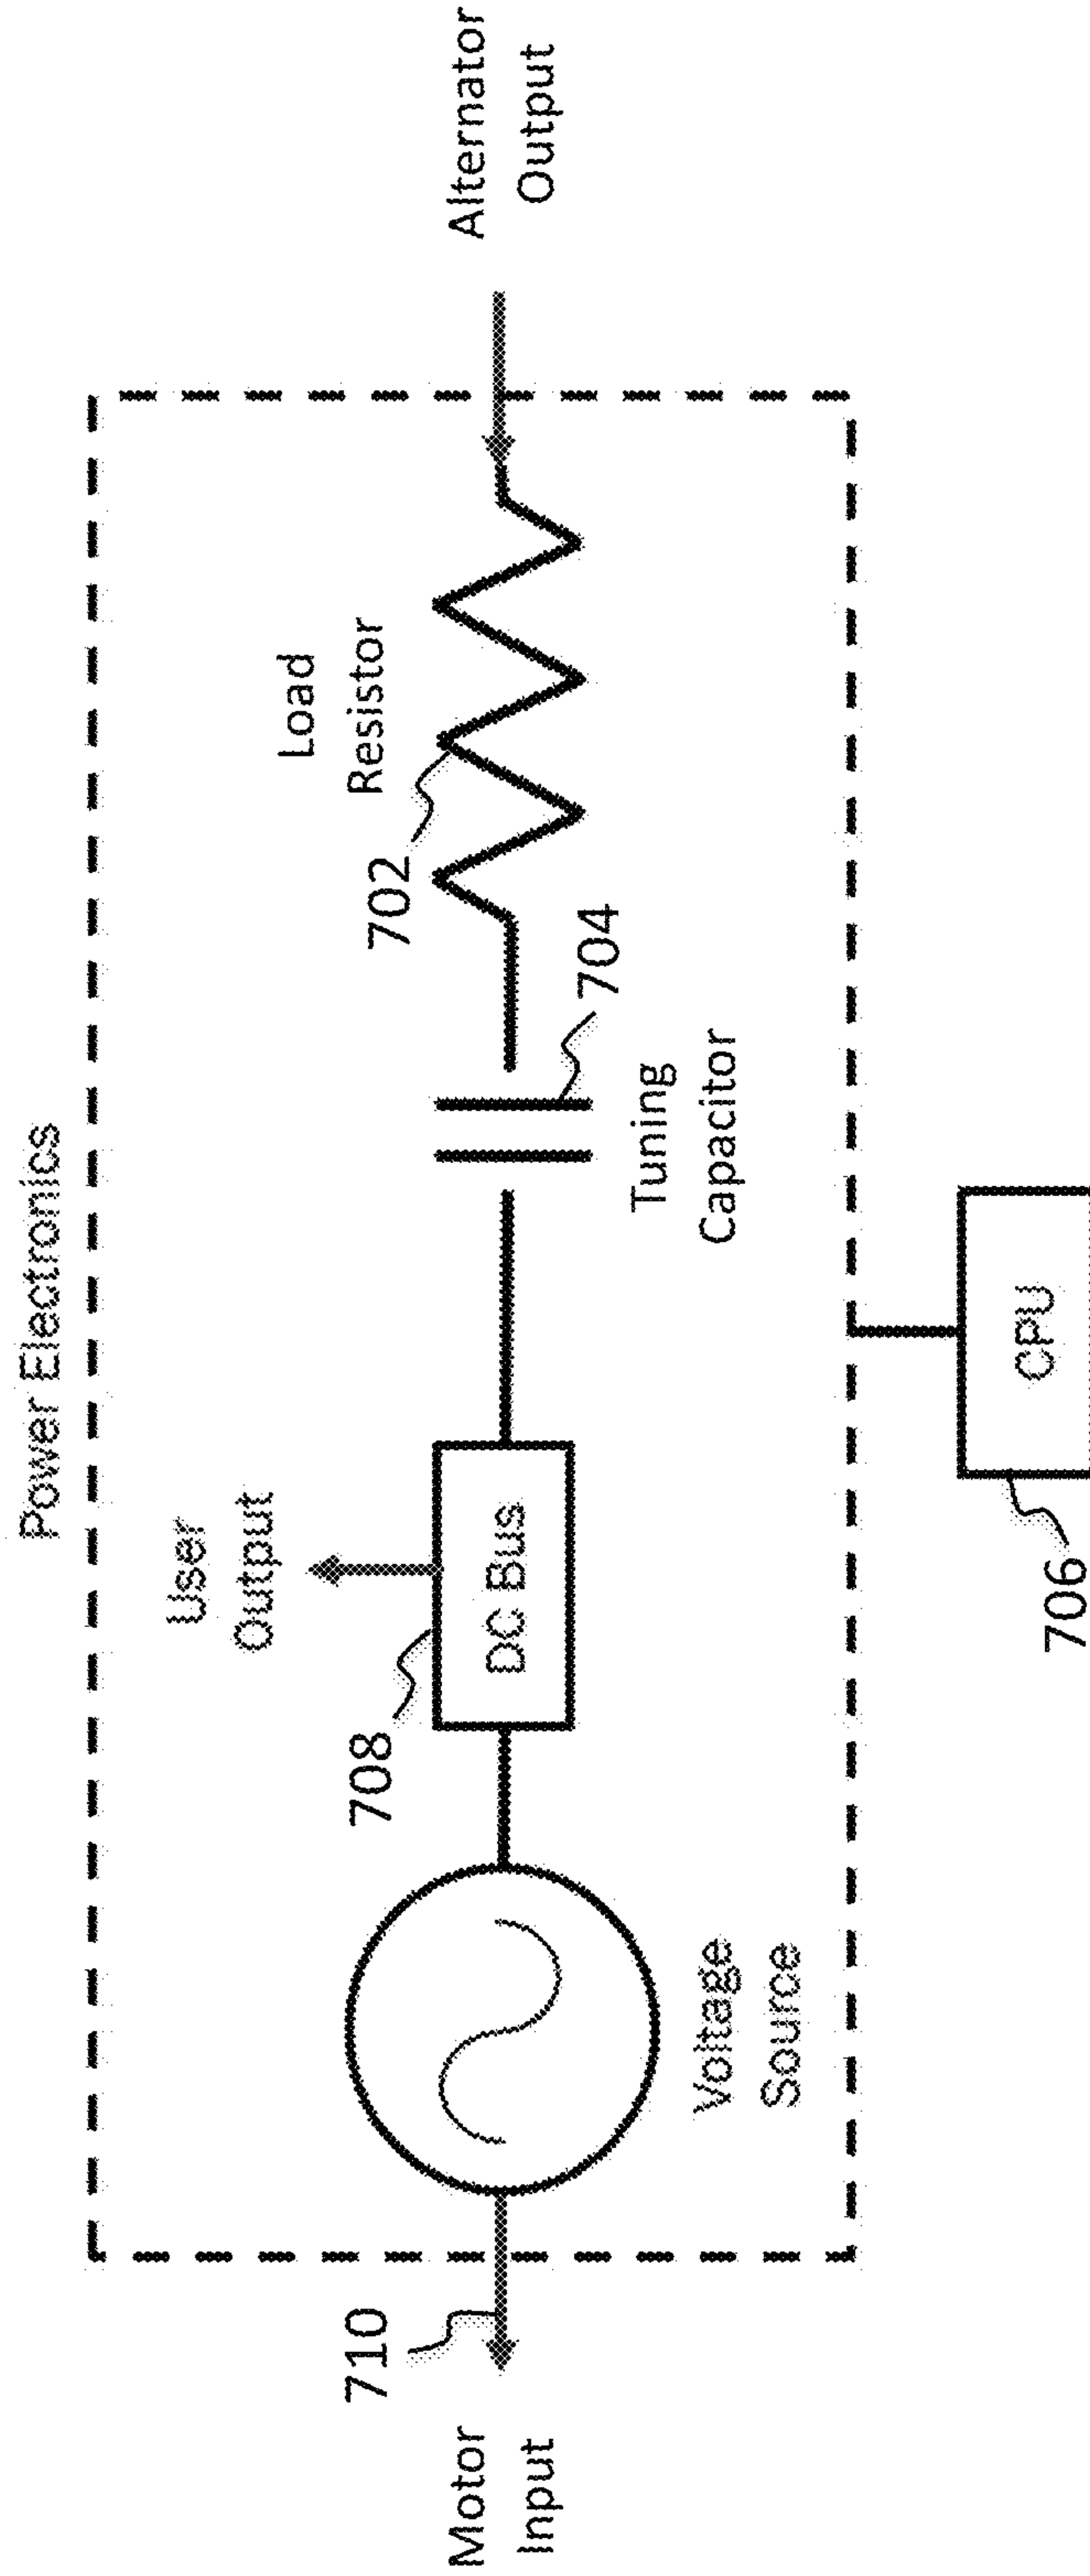 Power Electronics
User
Output
Load
Resistor
708
702
710
Motor
Input
DC Bus
Alternator
Output
704
Voltage
Source
Tuning
Capacitor
706
CPU